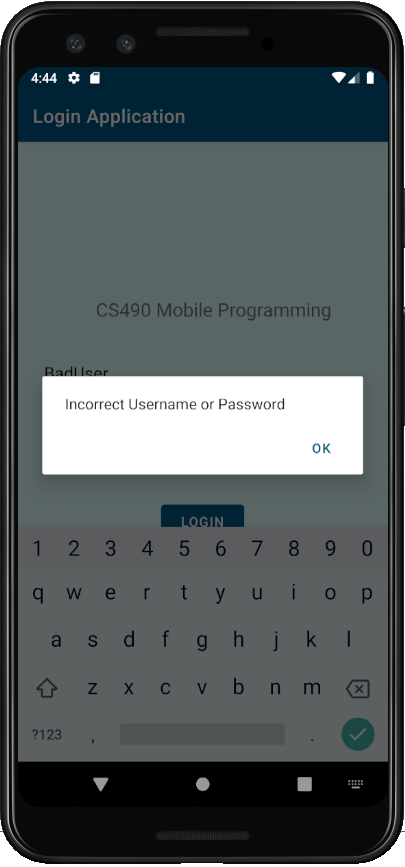 4:44
Login Application
CS490 Mobile Programming
BadUser
Incorrect Username or Password
OK
LOGIN
1 2 3 4 5 6 7 8 9 0
q w e r t y u i o p
a s d f g h j k l
z x c v b n m
?123 , .